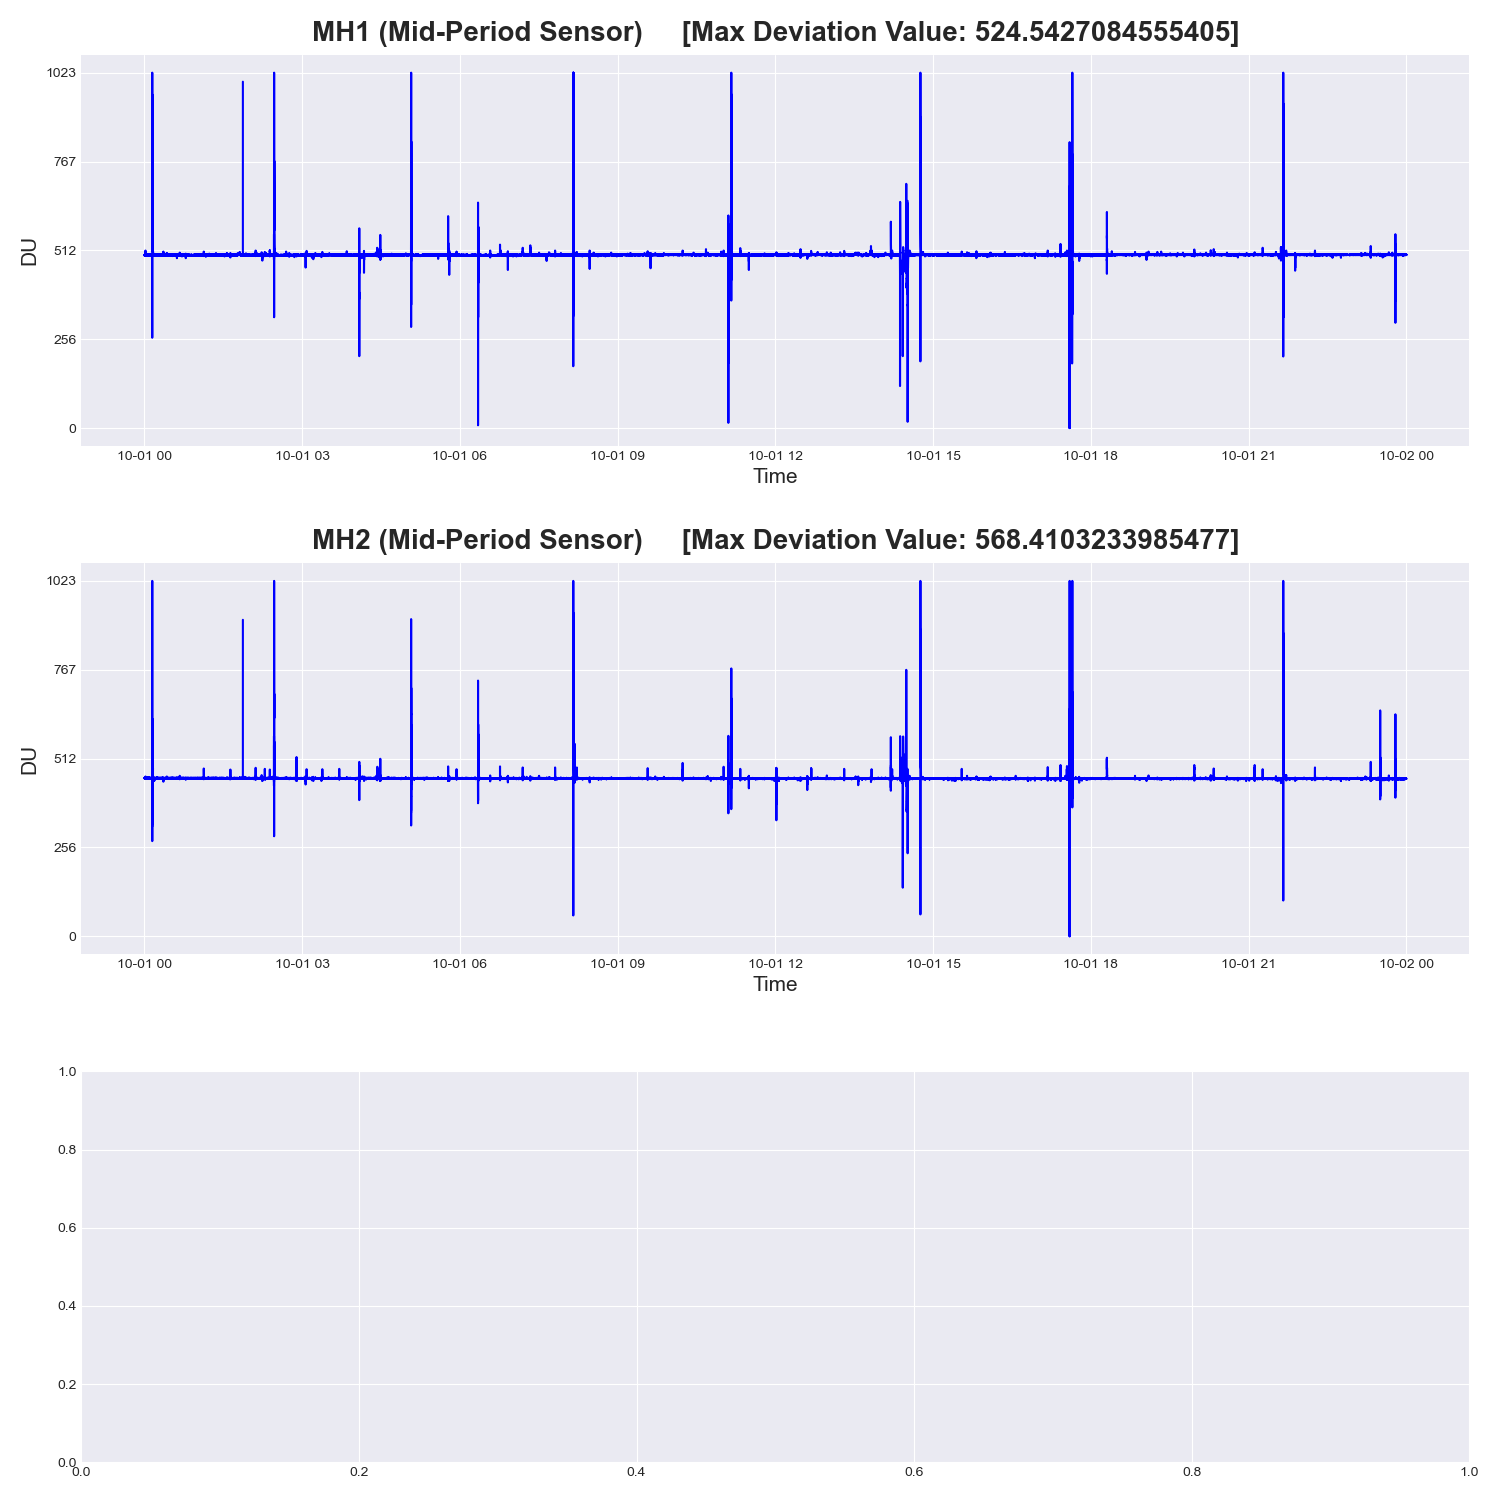 MH1 (Mid-Period Sensor) [Max Deviation Value: 524.5427084555405]
1023
767
512
256
0
DU
10-01 00 10-01 03 10-01 06 10-01 09 10-01 12 10-01 15 10-01 18 10-01 21 10-02 00
Time
MH2 (Mid-Period Sensor) [Max Deviation Value: 568.4103233985477]
1023
767
512
256
0
DU
10-01 00 10-01 03 10-01 06 10-01 09 10-01 12 10-01 15 10-01 18 10-01 21 10-02 00
Time
1.0
0.8
0.6
0.4
0.2
0.0
0.0 0.2 0.4 0.6 0.8 1.0